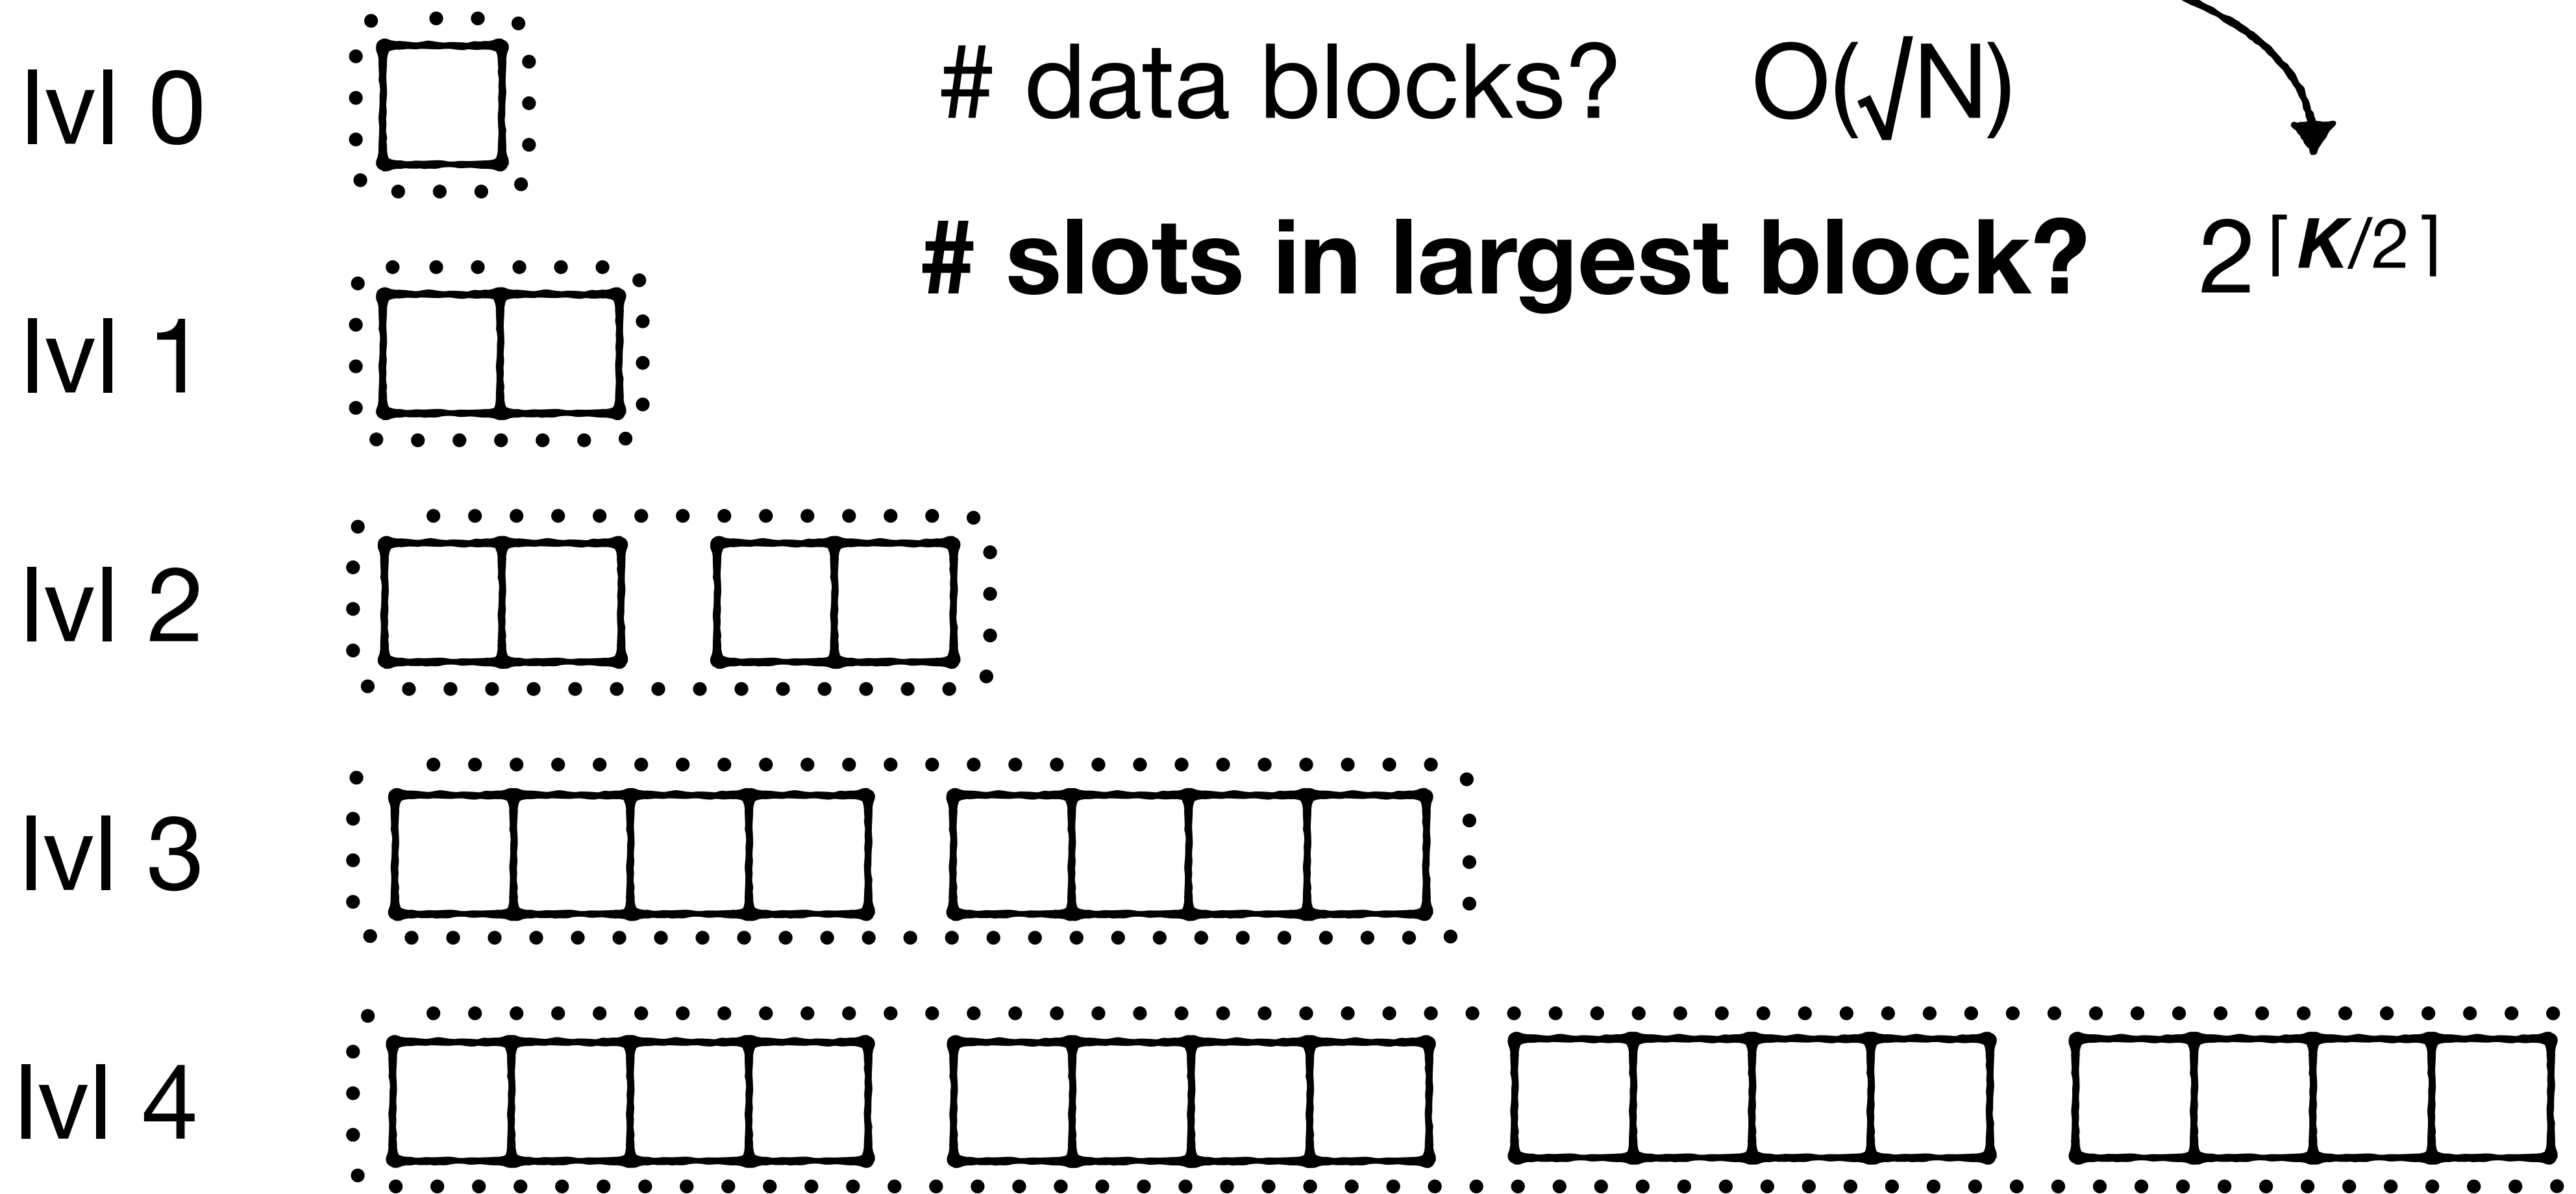 lvl 0
# data blocks? O(√N)
# slots in largest block? 2⌈K/2⌉
lvl 1
lvl 2
lvl 3
lvl 4